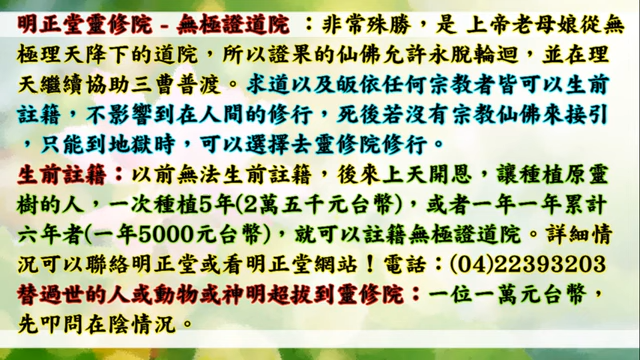 明正堂靈修院 - 無極證道院 ：非常殊勝，是 上帝老母娘從無
極理天降下的道院，所以證果的仙佛允許永脫輪迴，並在理
天繼續協助三曹普渡。求道以及皈依任何宗教者皆可以生前
註籍，不影響到在人間的修行，死後若沒有宗教仙佛來接引
，只能到地獄時，可以選擇去靈修院修行。
生前註籍：以前無法生前註籍，後來上天開恩，讓種植原靈
樹的人，一次種植5年(2萬五千元台幣)，或者一年一年累計
六年者(一年5000元台幣)，就可以註籍無極證道院。詳細情
況可以聯絡明正堂或看明正堂網站！電話：(04)22393203
替過世的人或動物或神明超拔到靈修院：一位一萬元台幣，
先叩問在陰情況。